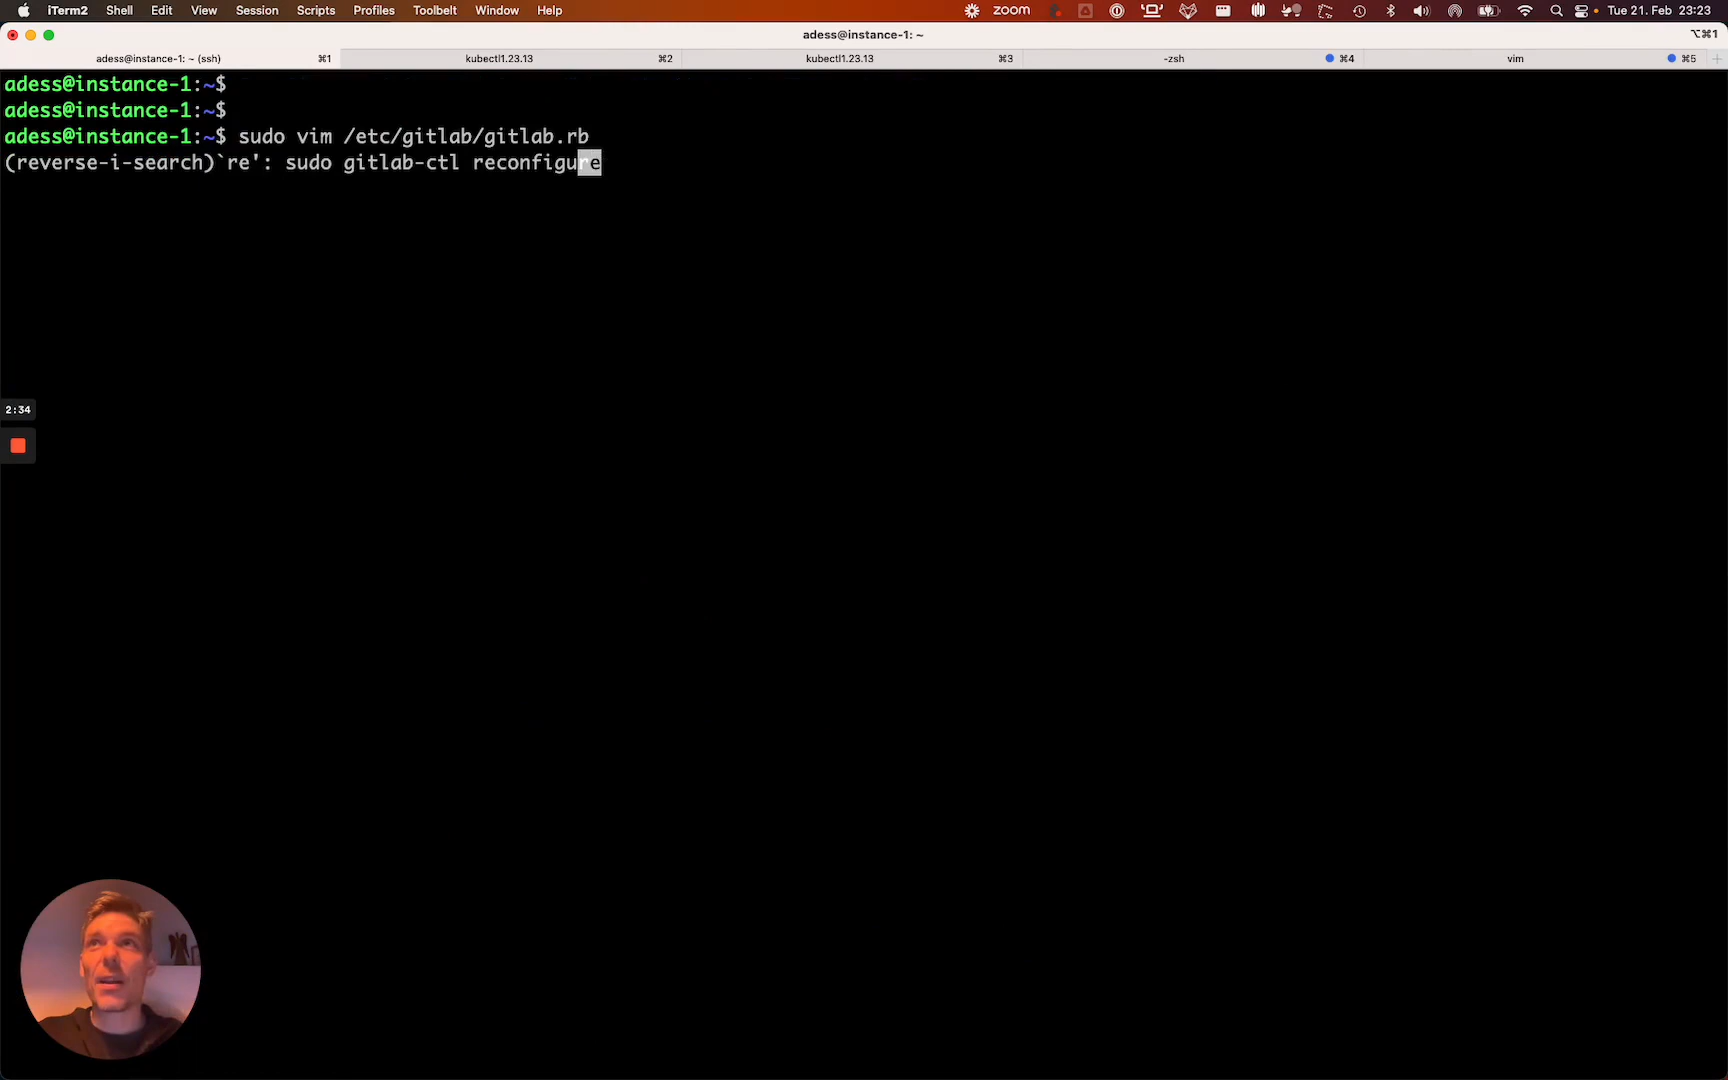 iTerm2 Shell Edit View Session Scripts Profiles Toolbelt Window Help zoom Tue 21. Feb 23:23
adess@instance-1: ~ ⌥⌘1
adess@instance-1: ~ (ssh) ⌘1 kubectl1.23.13 ⌘2 kubectl1.23.13 ⌘3 -zsh ⌘4 vim ⌘5
adess@instance-1:~$
adess@instance-1:~$
adess@instance-1:~$ sudo vim /etc/gitlab/gitlab.rb
(reverse-i-search)`re': sudo gitlab-ctl reconfigure
2:34